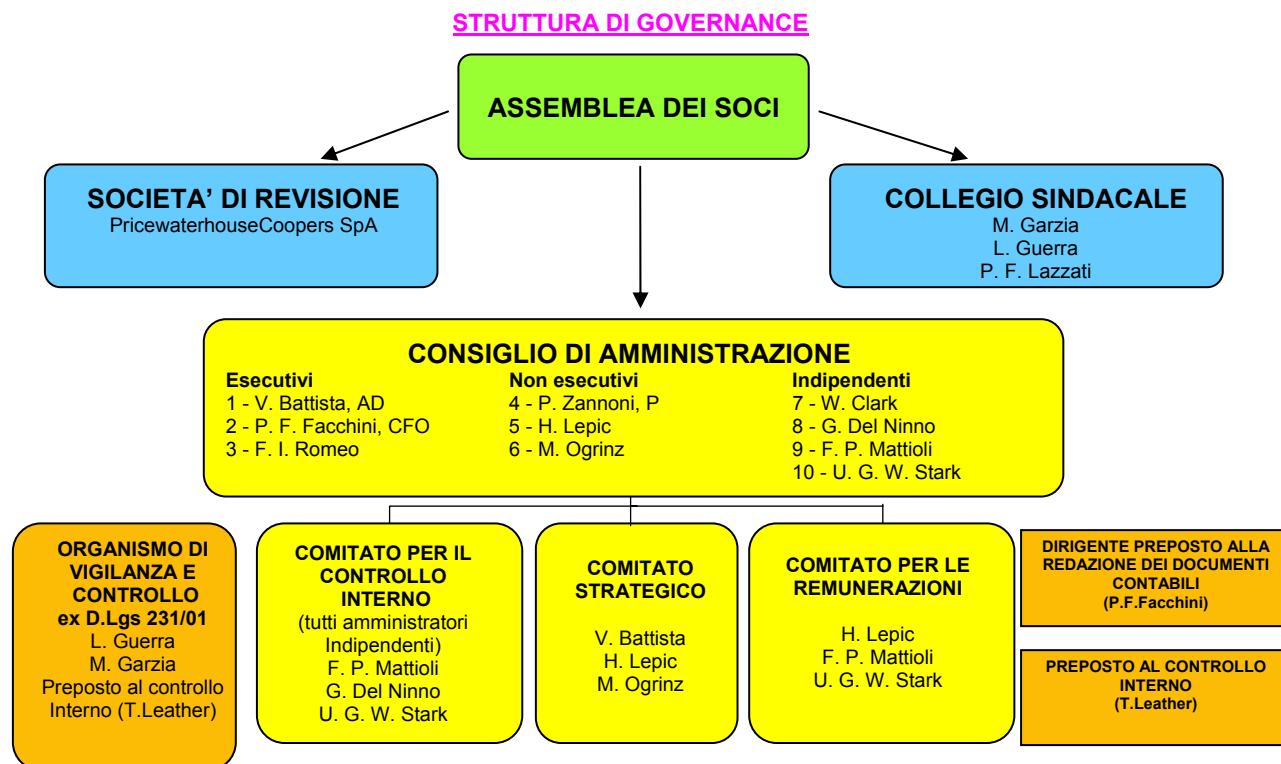 STRUTTURA DI GOVERNANCE
ASSEMBLEA DEI SOCI
SOCIETA’ DI REVISIONE
PricewaterhouseCoopers SpA
COLLEGIO SINDACALE
M. Garzia
L. Guerra
P. F. Lazzati
CONSIGLIO DI AMMINISTRAZIONE
Esecutivi
1 - V. Battista, AD
2 - P. F. Facchini, CFO
3 - F. I. Romeo
Non esecutivi
4 - P. Zannoni, P
5 - H. Lepic
6 - M. Ogrinz
Indipendenti
7 - W. Clark
8 - G. Del Ninno
9 - F. P. Mattioli
10 - U. G. W. Stark
ORGANISMO DI
VIGILANZA E
CONTROLLO
ex D.Lgs 231/01
L. Guerra
M. Garzia
Preposto al controllo
Interno (T.Leather)
COMITATO PER IL
CONTROLLO
INTERNO
(tutti amministratori
Indipendenti)
F. P. Mattioli
G. Del Ninno
U. G. W. Stark
COMITATO
STRATEGICO
V. Battista
H. Lepic
M. Ogrinz
COMITATO PER LE
REMUNERAZIONI
H. Lepic
F. P. Mattioli
U. G. W. Stark
DIRIGENTE PREPOSTO ALLA
REDAZIONE DEI DOCUMENTI
CONTABILI
(P.F.Facchini)
PREPOSTO AL CONTROLLO
INTERNO
(T.Leather)